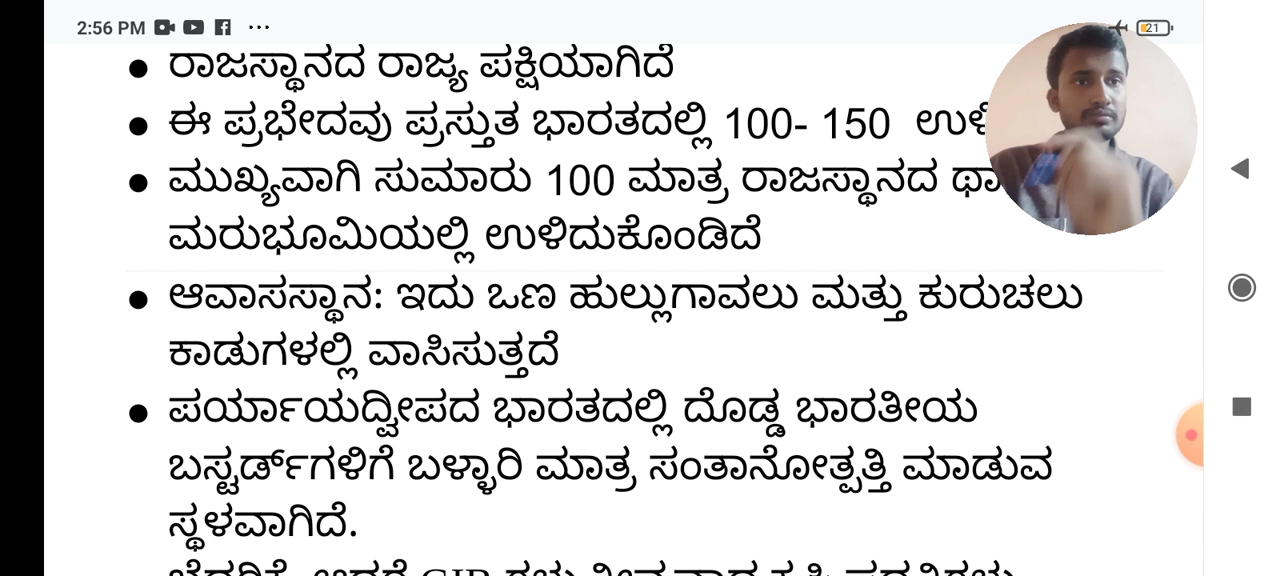 2:56 PM ...
21
ರಾಜಸ್ಥಾನದ ರಾಜ್ಯ ಪಕ್ಷಿಯಾಗಿದೆ
ಈ ಪ್ರಭೇದವು ಪ್ರಸ್ತುತ ಭಾರತದಲ್ಲಿ 100- 150
ಮುಖ್ಯವಾಗಿ ಸುಮಾರು 100 ಮಾತ್ರ ರಾಜಸ್ಥಾನದ
ಮರುಭೂಮಿಯಲ್ಲಿ ಉಳಿದುಕೊಂಡಿದೆ
ಆವಾಸಸ್ಥಾನ: ಇದು ಒಣ ಹುಲ್ಲುಗಾವಲು ಮತ್ತು ಕುರುಚಲು
ಕಾಡುಗಳಲ್ಲಿ ವಾಸಿಸುತ್ತದೆ
ಪರ್ಯಾಯದ್ವೀಪದ ಭಾರತದಲ್ಲಿ ದೊಡ್ಡ ಭಾರತೀಯ
ಬಸ್ಟರ್ಡ್‌ಗಳಿಗೆ ಬಳ್ಳಾರಿ ಮಾತ್ರ ಸಂತಾನೋತ್ಪತ್ತಿ ಮಾಡುವ
ಸ್ಥಳವಾಗಿದೆ.